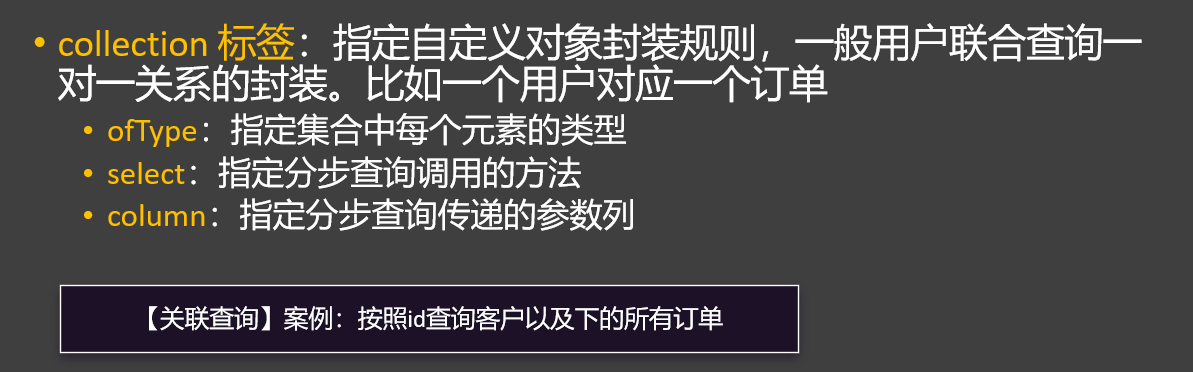 • collection 标签：指定自定义对象封装规则，一般用户联合查询一
对一关系的封装。比如一个用户对应一个订单
• ofType：指定集合中每个元素的类型
• select：指定分步查询调用的方法
• column：指定分步查询传递的参数列
【关联查询】案例：按照id查询客户以及下的所有订单